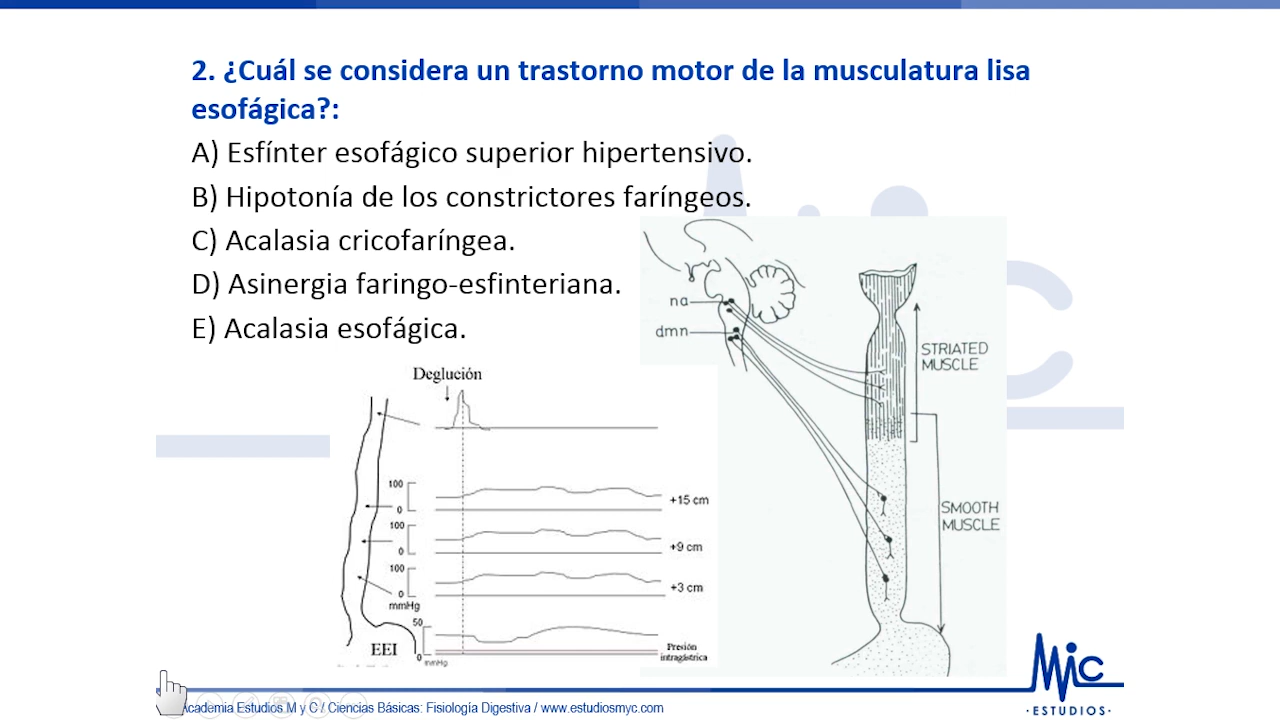 2. ¿Cuál se considera un trastorno motor de la musculatura lisa
esofágica?:
A) Esfínter esofágico superior hipertensivo.
B) Hipotonía de los constrictores faríngeos.
C) Acalasia cricofaríngea.
D) Asinergia faringo-esfinteriana.
E) Acalasia esofágica.
na
dmn
STRIATED
MUSCLE
SMOOTH
MUSCLE
Deglución
100
0
+15 cm
100
0
+9 cm
100
0
+3 cm
mmHg
50
EEI
0
mmHg
Presión
intragástrica
MiC
·ESTUDIOS·
Academia Estudios M y C / Ciencias Básicas: Fisiología Digestiva / www.estudiosmyc.com